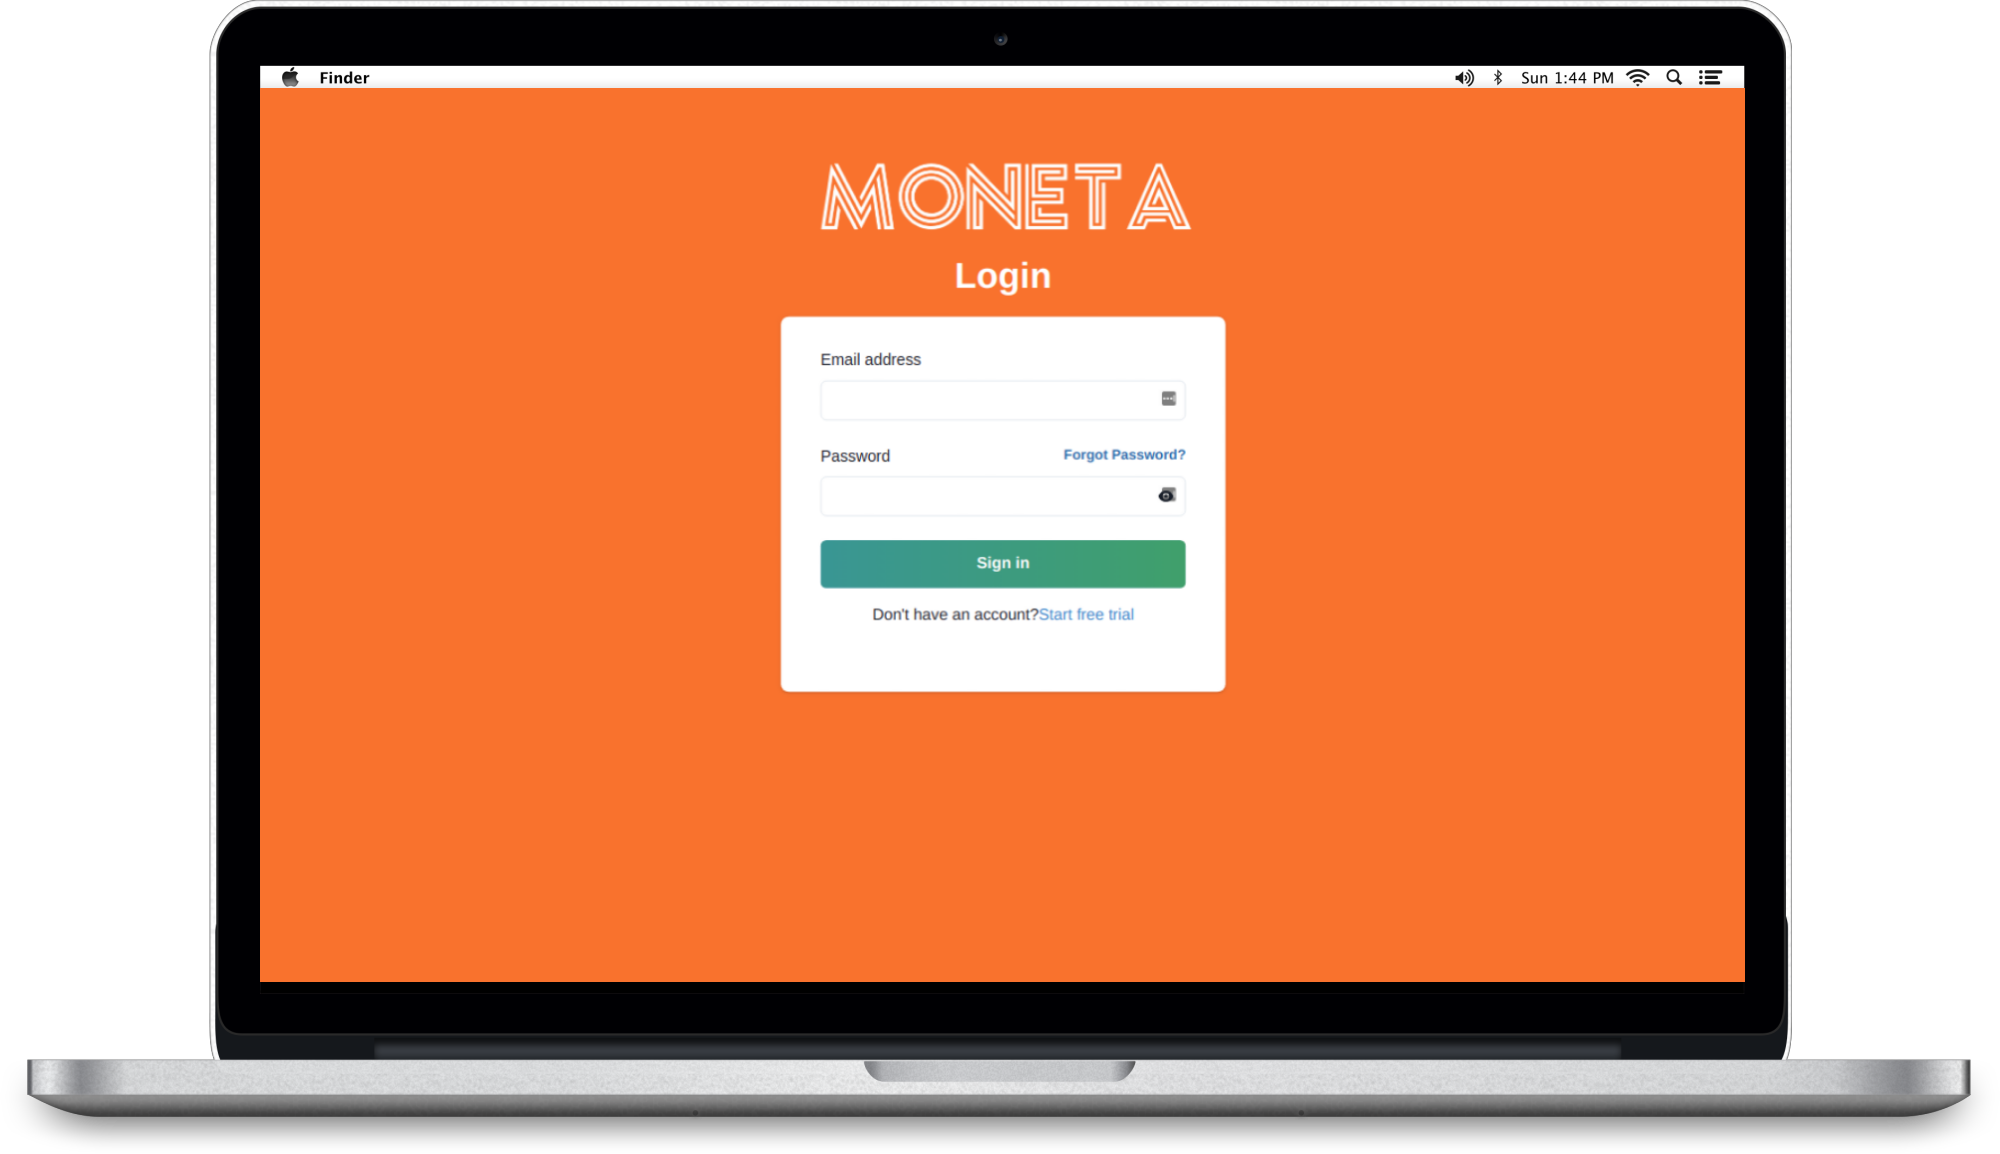 Finder
Sun 1:44 PM
MONETA
Login
Email address
Password
Forgot Password?
Sign in
Don't have an account?Start free trial